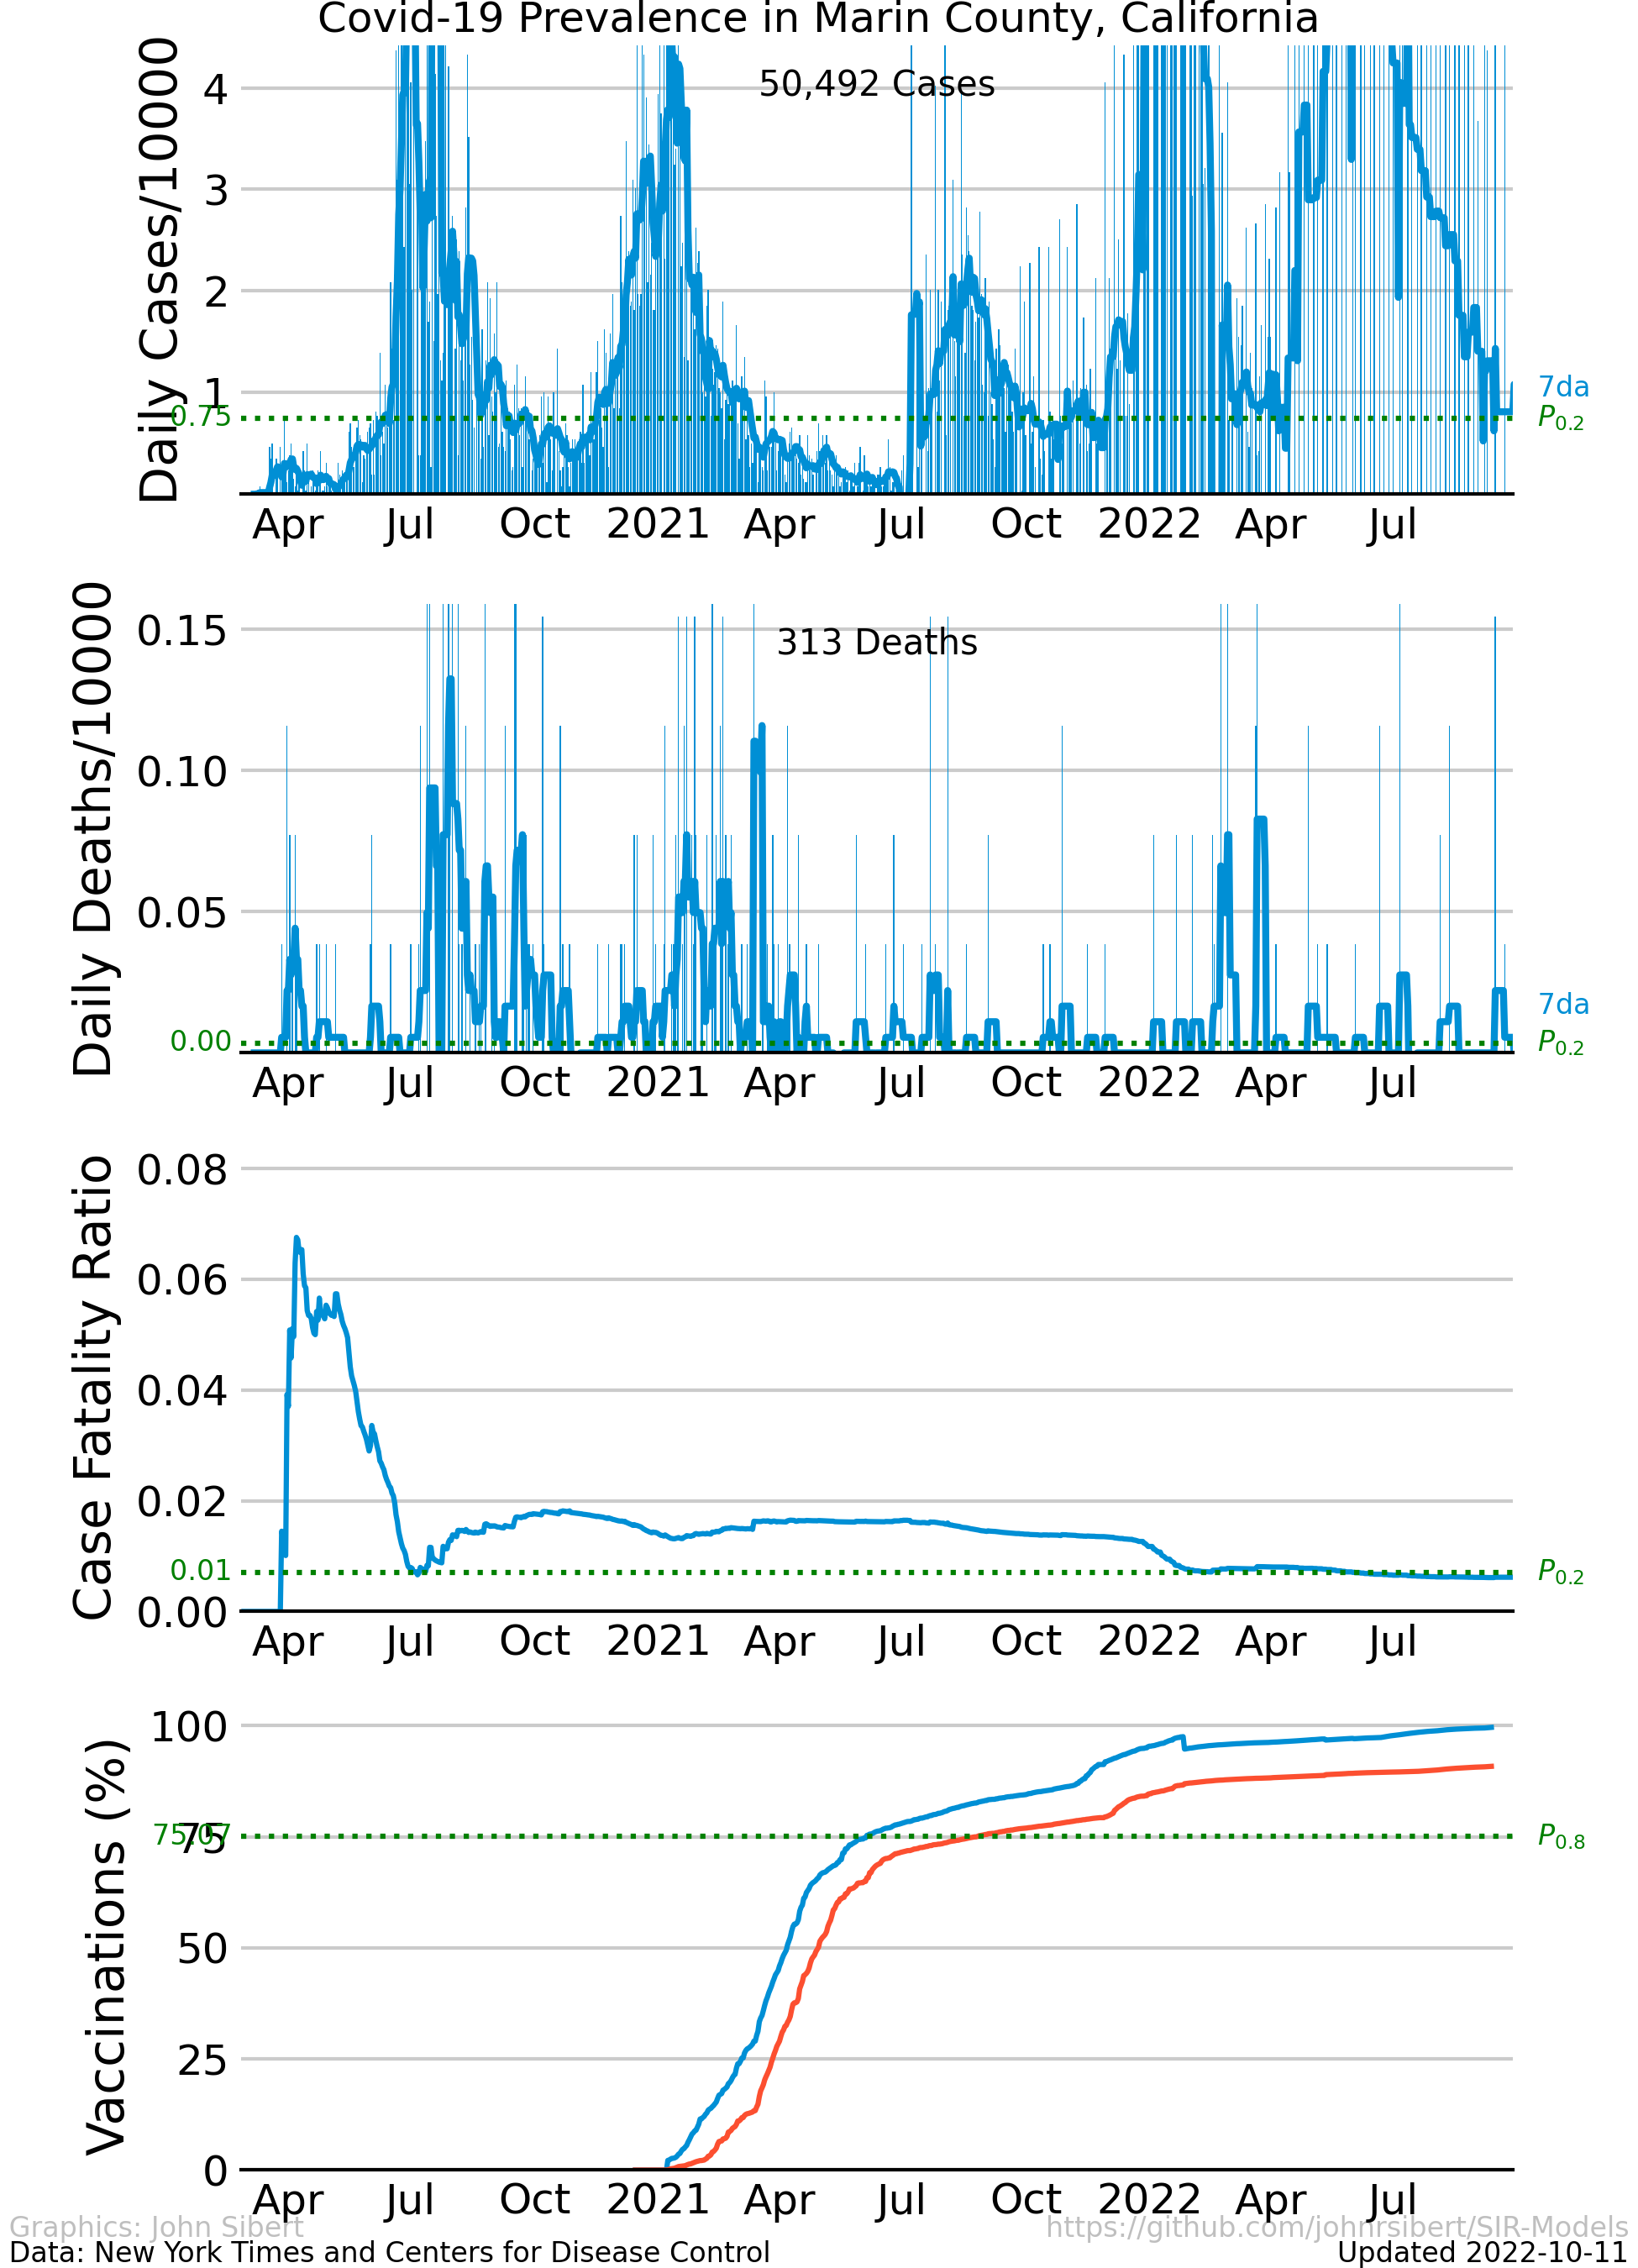 Covid-19 Prevalence in Marin County, California
Daily Cases/10000
4
3
2
1
0.75
50,492 Cases
7da
P0.2
Apr Jul Oct 2021 Apr Jul Oct 2022 Apr Jul
Daily Deaths/10000
0.15
0.10
0.05
0.00
313 Deaths
7da
P0.2
Apr Jul Oct 2021 Apr Jul Oct 2022 Apr Jul
Case Fatality Ratio
0.08
0.06
0.04
0.02
0.01
0.00
P0.2
Apr Jul Oct 2021 Apr Jul Oct 2022 Apr Jul
Vaccinations (%)
100
75
75.07
50
25
0
P0.8
Apr Jul Oct 2021 Apr Jul Oct 2022 Apr Jul
Graphics: John Sibert
https://github.com/johnrsibert/SIR-Models
Data: New York Times and Centers for Disease Control
Updated 2022-10-11